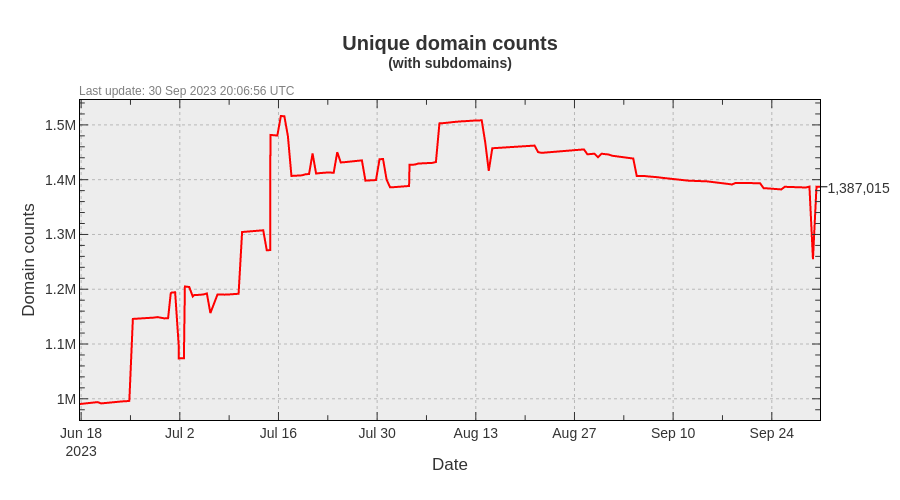 Unique domain counts
(with subdomains)
Last update: 30 Sep 2023 20:06:56 UTC
1.5M
1.4M
1,387,015
1.3M
Domain counts
1.2M
1.1M
1M
Jun 18 Jul 2 Jul 16 Jul 30 Aug 13 Aug 27 Sep 10 Sep 24
2023
Date